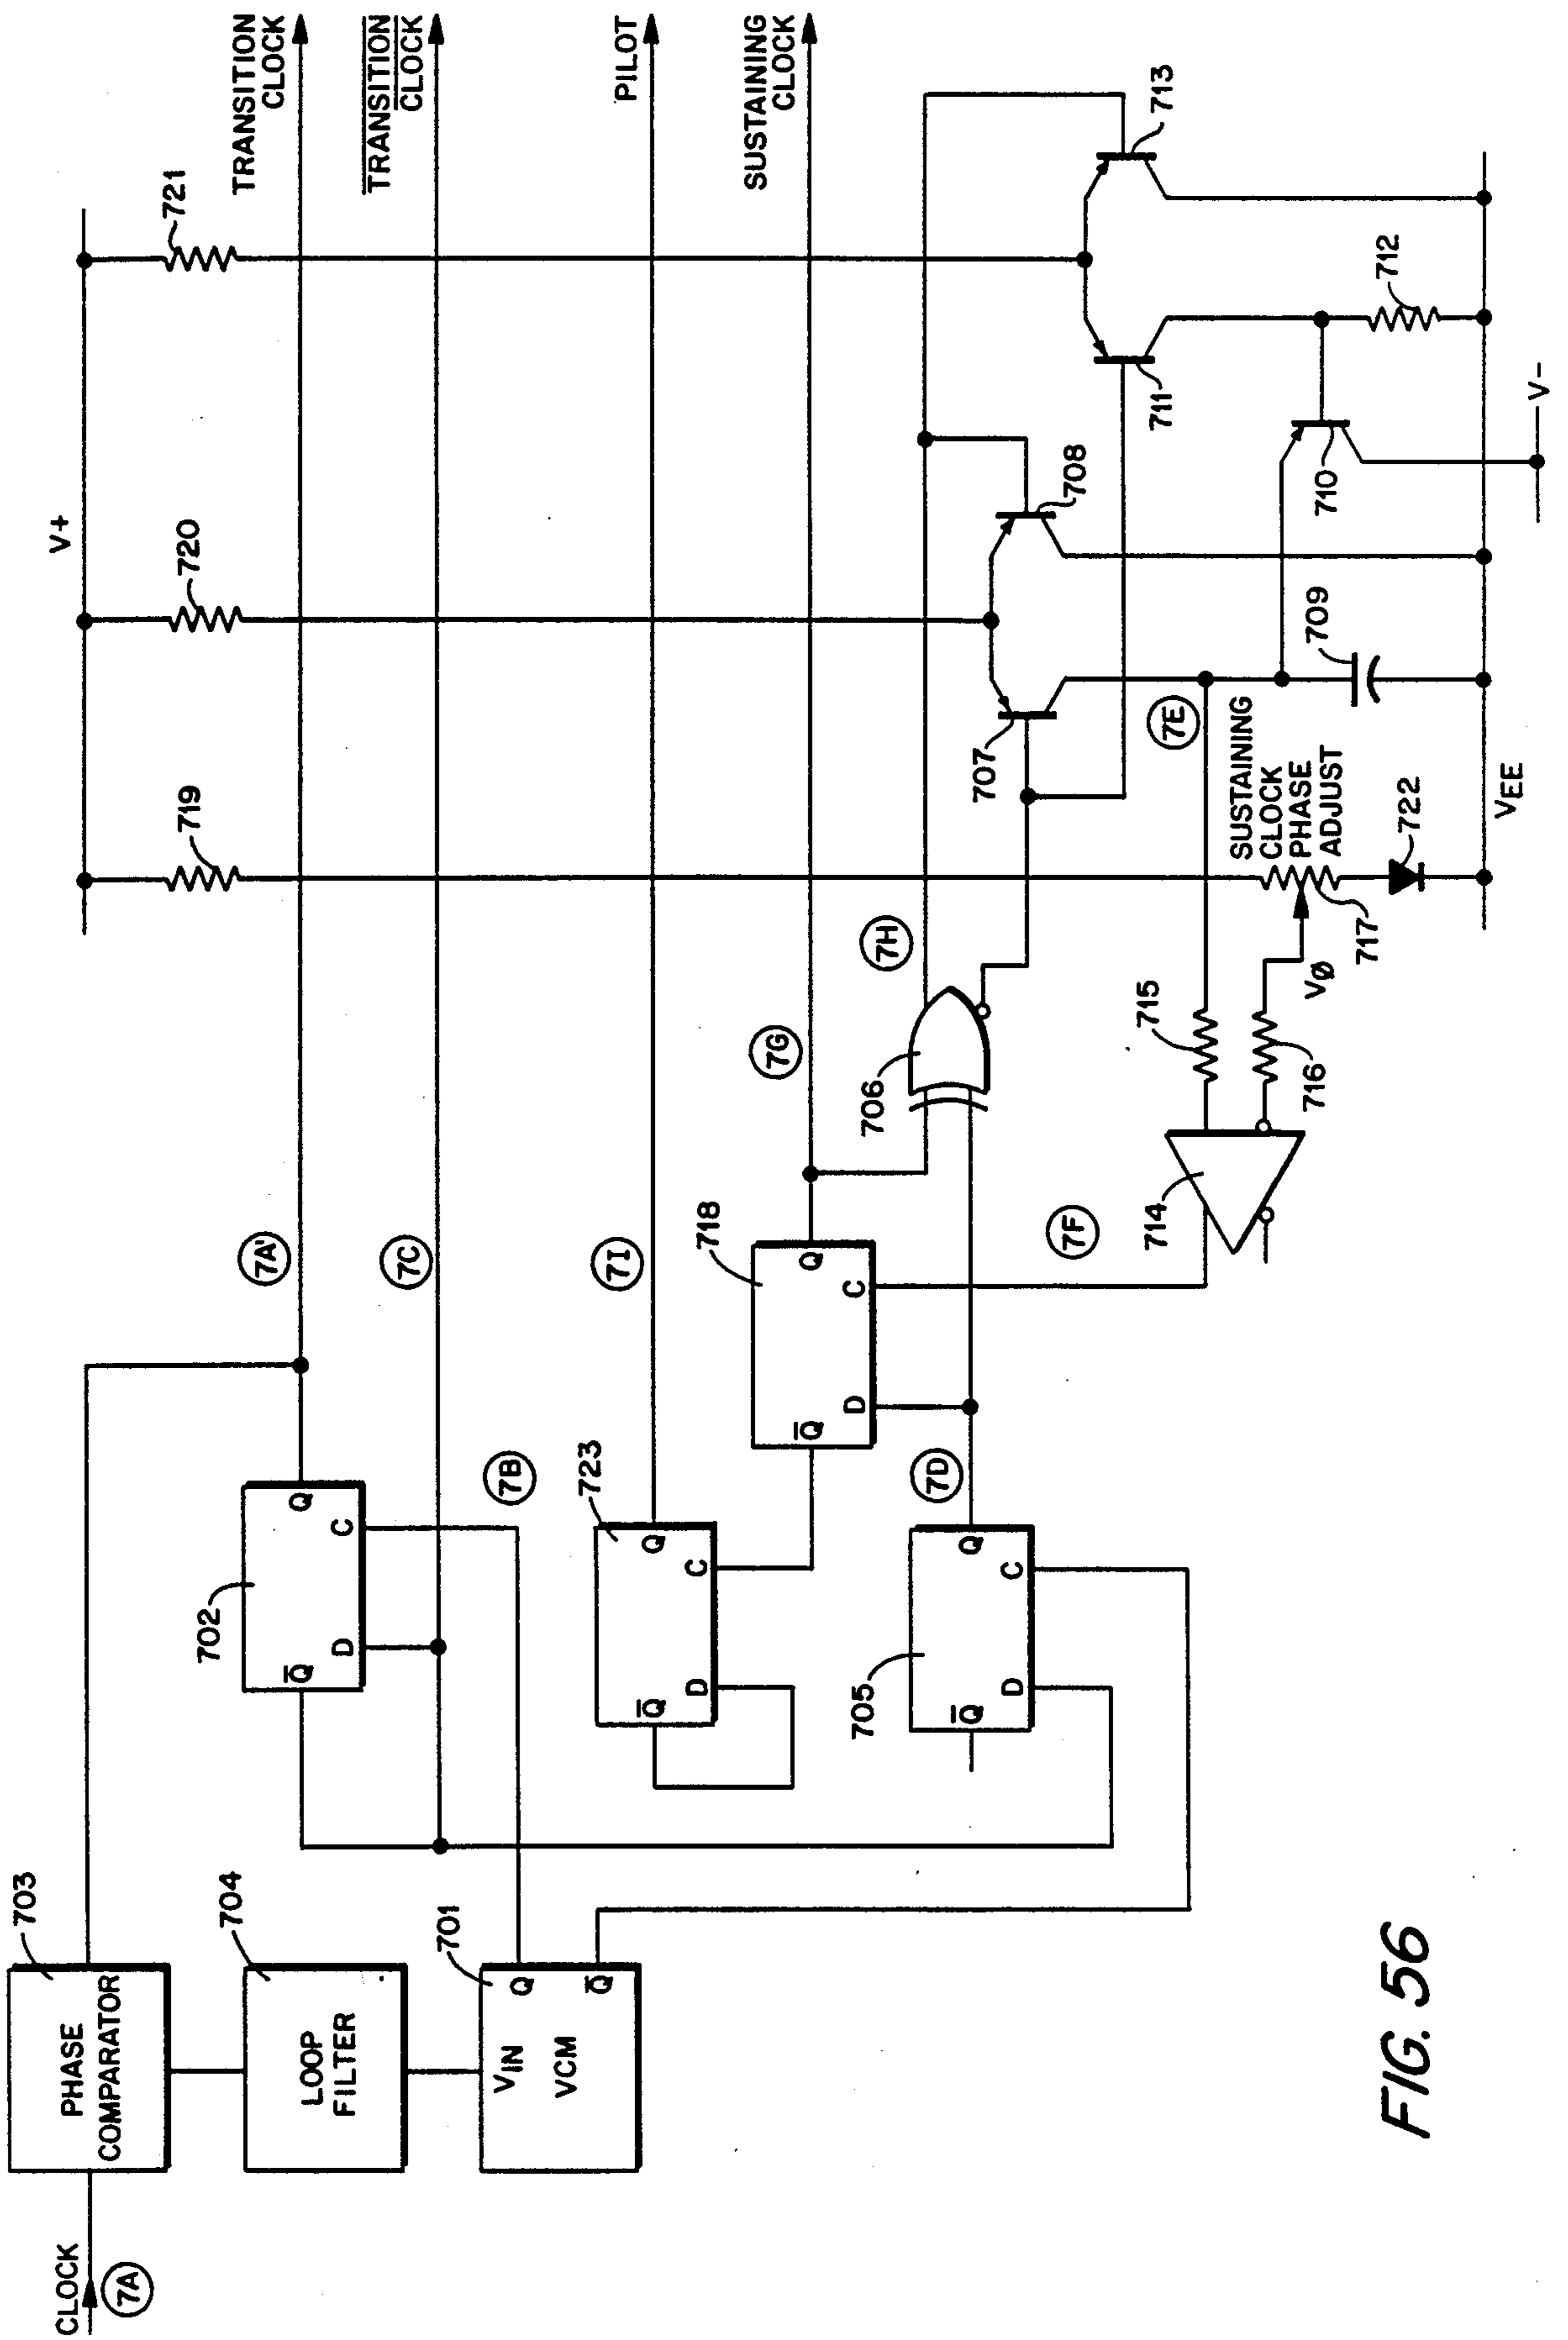 CLOCK
7A
PHASE
COMPARATOR
703
LOOP
FILTER
704
VIN
VCM
Q
Q̅
701
702
Q̅
D
Q
C
7A'
TRANSITION
CLOCK
7C
T̅R̅A̅N̅S̅I̅T̅I̅O̅N̅
C̅L̅O̅C̅K̅
7B
723
Q̅
D
Q
C
7I
PILOT
718
Q̅
D
Q
C
7G
SUSTAINING
CLOCK
705
Q̅
D
Q
C
7D
7F
706
7H
714
715
716
VØ
717
SUSTAINING
CLOCK
PHASE
ADJUST
722
7E
709
707
708
710
711
712
713
V+
719
720
721
VEE
V-
FIG. 56